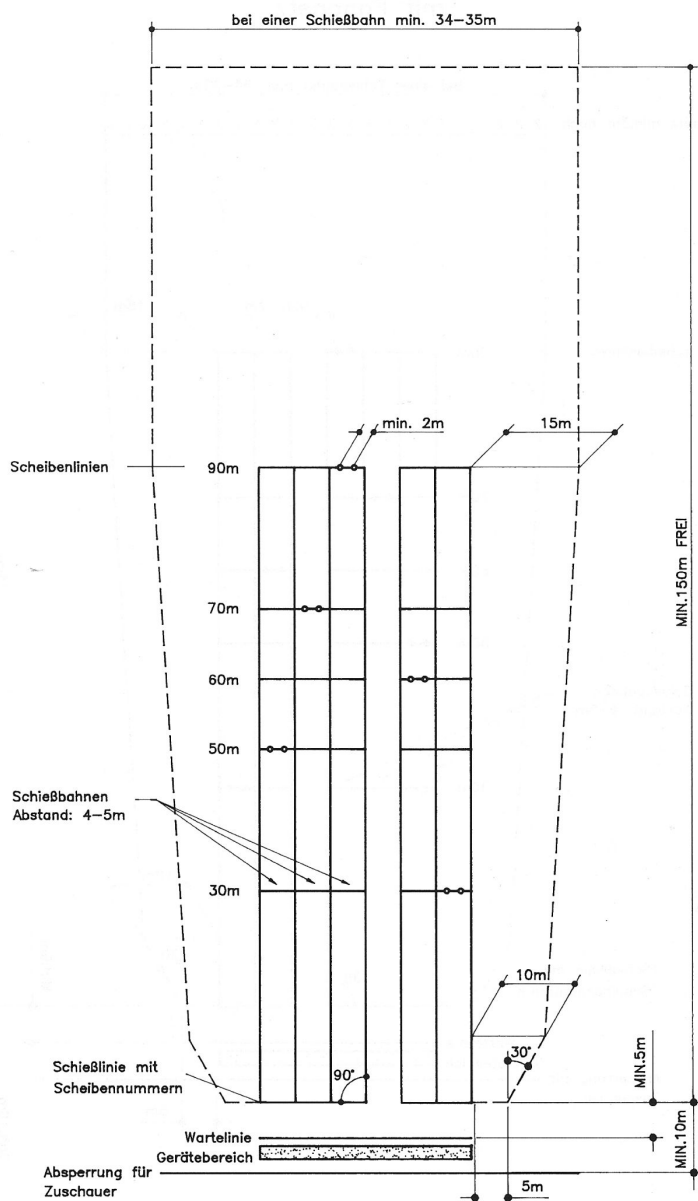 bei einer Schießbahn min. 34–35m
min. 2m
15m
Scheibenlinien
90m
MIN.150m FREI
70m
60m
50m
Schießbahnen
Abstand: 4–5m
30m
10m
Schießlinie mit
Scheibennummern
90°
30°
MIN.5m
Wartelinie
Gerätebereich
MIN.10m
Absperrung für
Zuschauer
5m